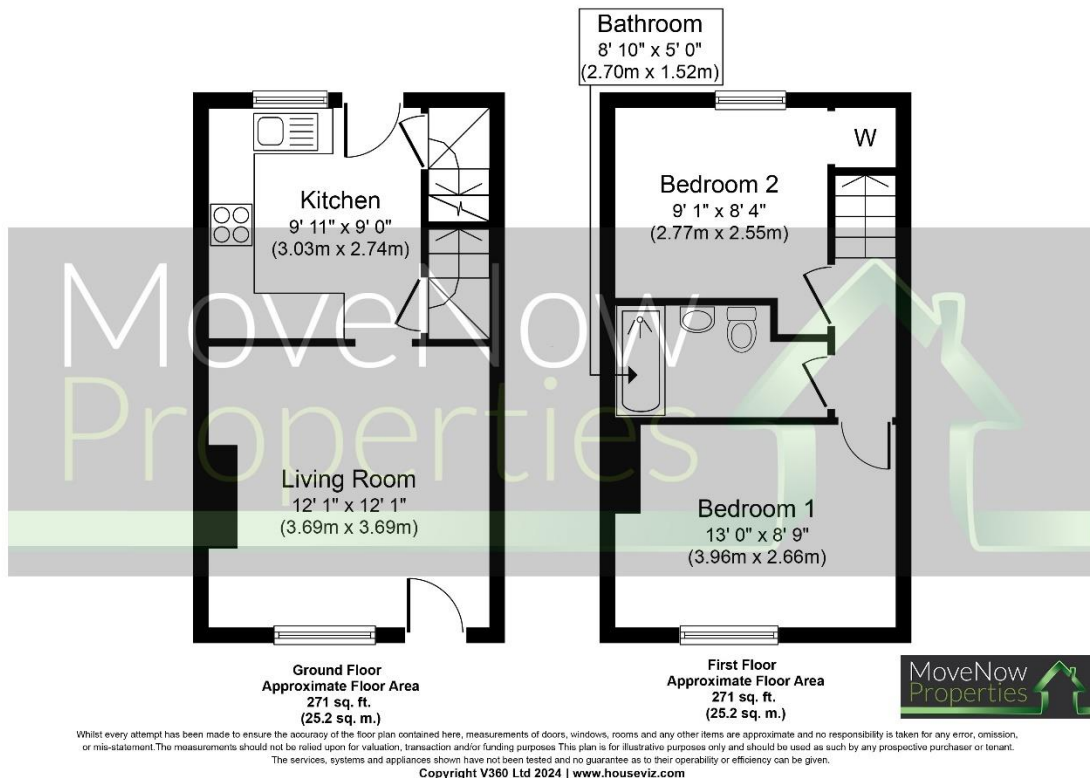 Bathroom
8' 10" x 5' 0"
(2.70m x 1.52m)
Kitchen
9' 11" x 9' 0"
(3.03m x 2.74m)
Living Room
12' 1" x 12' 1"
(3.69m x 3.69m)
W
Bedroom 2
9' 1" x 8' 4"
(2.77m x 2.55m)
Bedroom 1
13' 0" x 8' 9"
(3.96m x 2.66m)
MoveNow
Properties
Ground Floor
Approximate Floor Area
271 sq. ft.
(25.2 sq. m.)
First Floor
Approximate Floor Area
271 sq. ft.
(25.2 sq. m.)
MoveNow
Properties
Whilst every attempt has been made to ensure the accuracy of the floor plan contained here, measurements of doors, windows, rooms and any other items are approximate and no responsibility is taken for any error, omission,
or mis-statement.The measurements should not be relied upon for valuation, transaction and/or funding purposes This plan is for illustrative purposes only and should be used as such by any prospective purchaser or tenant.
The services, systems and appliances shown have not been tested and no guarantee as to their operability or efficiency can be given.
Copyright V360 Ltd 2024 | www.houseviz.com